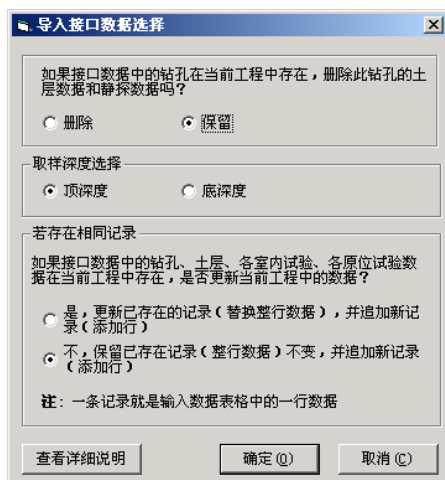 导入接口数据选择
如果接口数据中的钻孔在当前工程中存在，删除此钻孔的土
层数据和静探数据吗？
删除 保留
取样深度选择
顶深度 底深度
若存在相同记录
如果接口数据中的钻孔、土层、各室内试验、各原位试验数
据在当前工程中存在，是否更新当前工程中的数据？
是，更新已存在的记录（替换整行数据），并追加新记
录（添加行）
不，保留已存在记录（整行数据）不变，并追加新记录
（添加行）
注：一条记录就是输入数据表格中的一行数据
查看详细说明 确定(O) 取消(C)